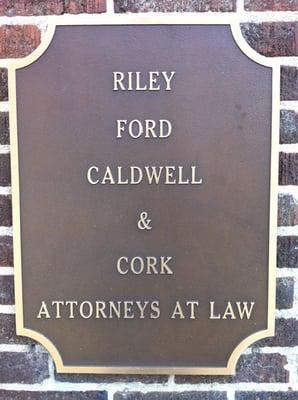 RILEY
FORD
CALDWELL
&
CORK
ATTORNEYS AT LAW